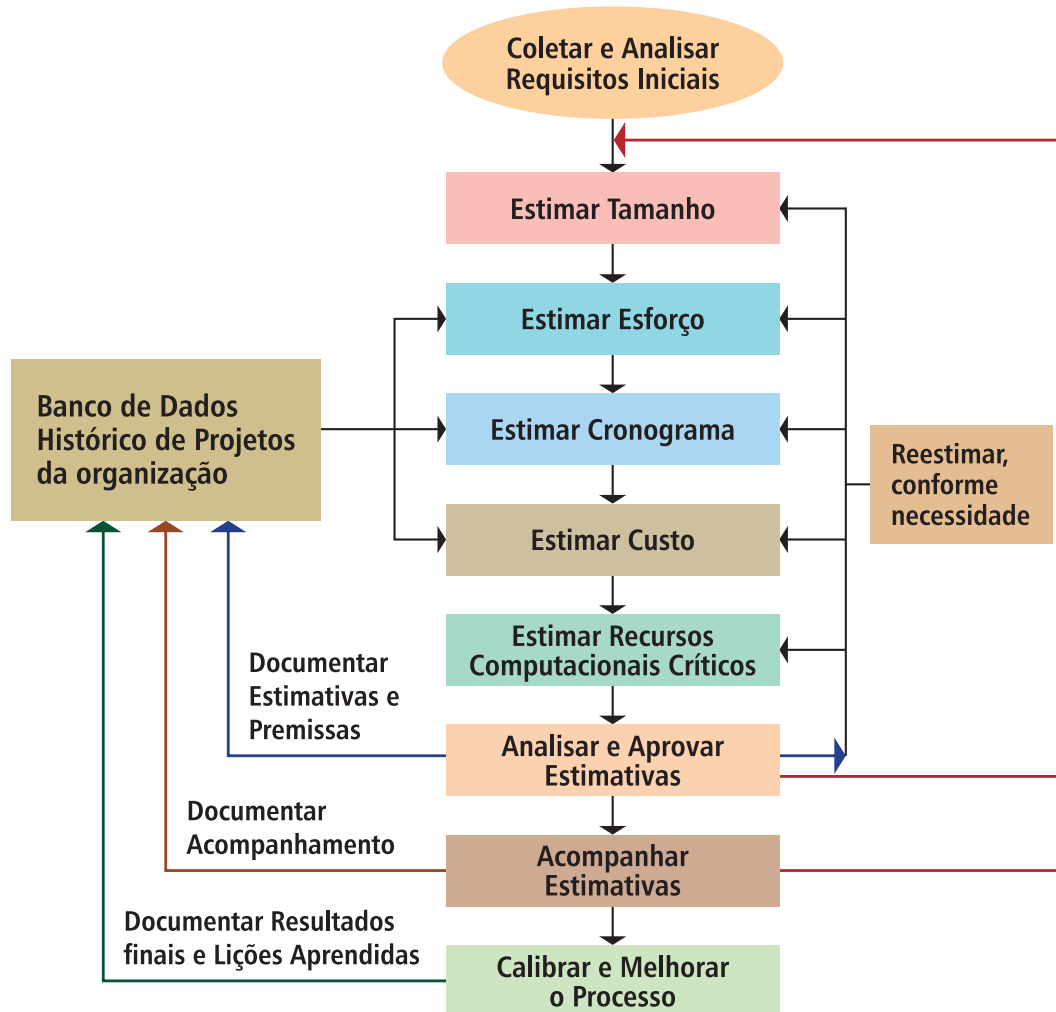 Coletar e Analisar
Requisitos Iniciais
Estimar Tamanho
Estimar Esforço
Banco de Dados
Histórico de Projetos
da organização
Estimar Cronograma
Reestimar,
conforme
necessidade
Estimar Custo
Estimar Recursos
Computacionais Críticos
Documentar
Estimativas e
Premissas
Analisar e Aprovar
Estimativas
Documentar
Acompanhamento
Acompanhar
Estimativas
Documentar Resultados
finais e Lições Aprendidas
Calibrar e Melhorar
o Processo